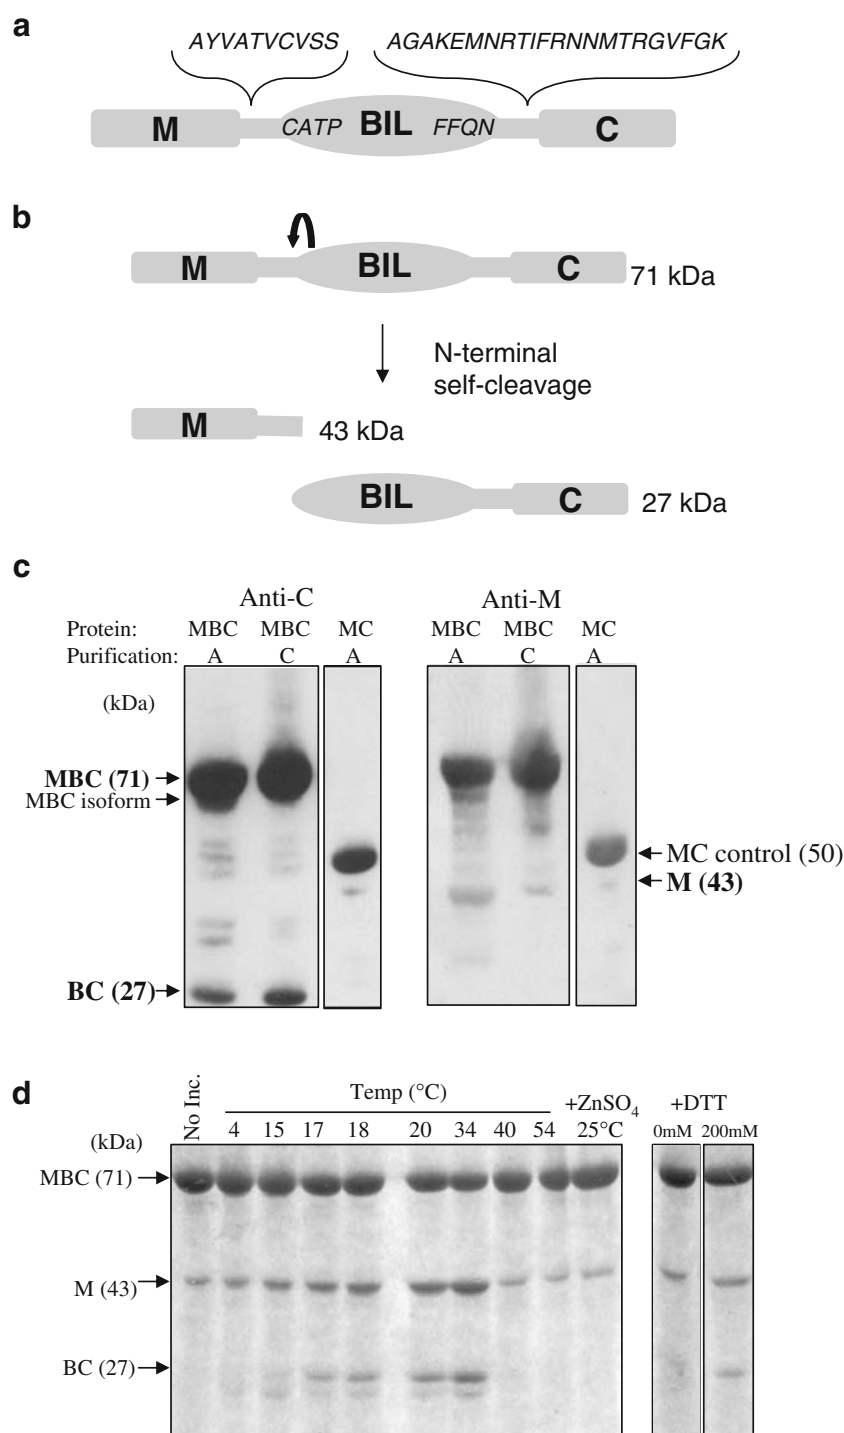 a
AYVATVCVSS AGAKEMNRTIFRNNMTRGVFGK
M CATP BIL FFQN C
b
M BIL C 71 kDa
N-terminal
self-cleavage
M 43 kDa
BIL C 27 kDa
c
Anti-C Anti-M
Protein: MBC MBC MC MBC MBC MC
Purification: A C A A C A
(kDa)
MBC (71)
MBC isoform
MC control (50)
M (43)
BC (27)
d
No Inc. Temp (°C) +ZnSO4 +DTT
(kDa) 4 15 17 18 20 34 40 54 25°C 0mM 200mM
MBC (71)
M (43)
BC (27)